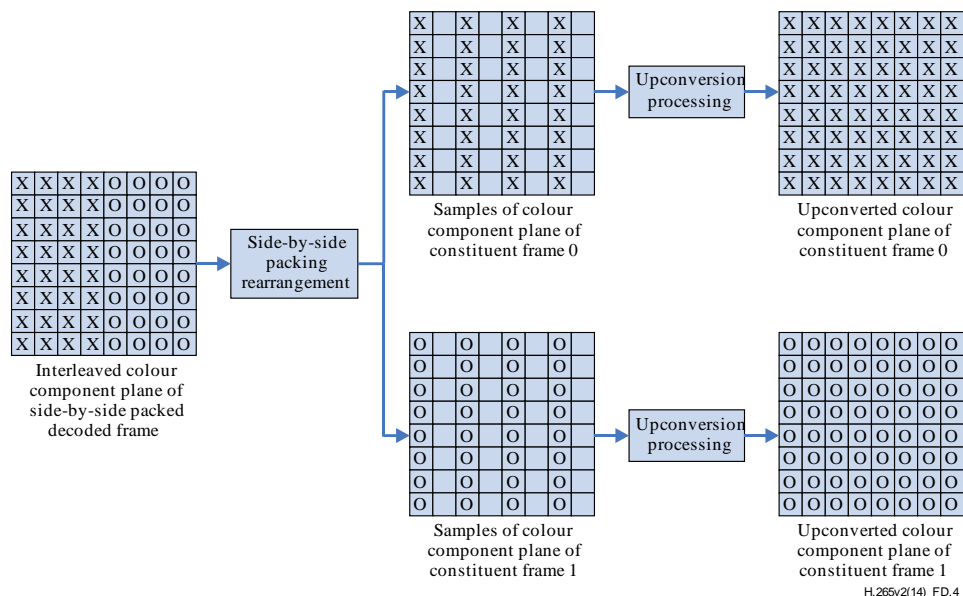 X X X X O O O O
X X X X O O O O
X X X X O O O O
X X X X O O O O
X X X X O O O O
X X X X O O O O
X X X X O O O O
X X X X O O O O
Interleaved colour
component plane of
side-by-side packed
decoded frame
Side-by-side
packing
rearrangement
X X X X
X X X X
X X X X
X X X X
X X X X
X X X X
X X X X
X X X X
Samples of colour
component plane of
constituent frame 0
Upconversion
processing
X X X X X X X X
X X X X X X X X
X X X X X X X X
X X X X X X X X
X X X X X X X X
X X X X X X X X
X X X X X X X X
X X X X X X X X
Upconverted colour
component plane of
constituent frame 0
O O O O
O O O O
O O O O
O O O O
O O O O
O O O O
O O O O
O O O O
Samples of colour
component plane of
constituent frame 1
Upconversion
processing
O O O O O O O O
O O O O O O O O
O O O O O O O O
O O O O O O O O
O O O O O O O O
O O O O O O O O
O O O O O O O O
O O O O O O O O
Upconverted colour
component plane of
constituent frame 1
H.265v2(14)_FD.4